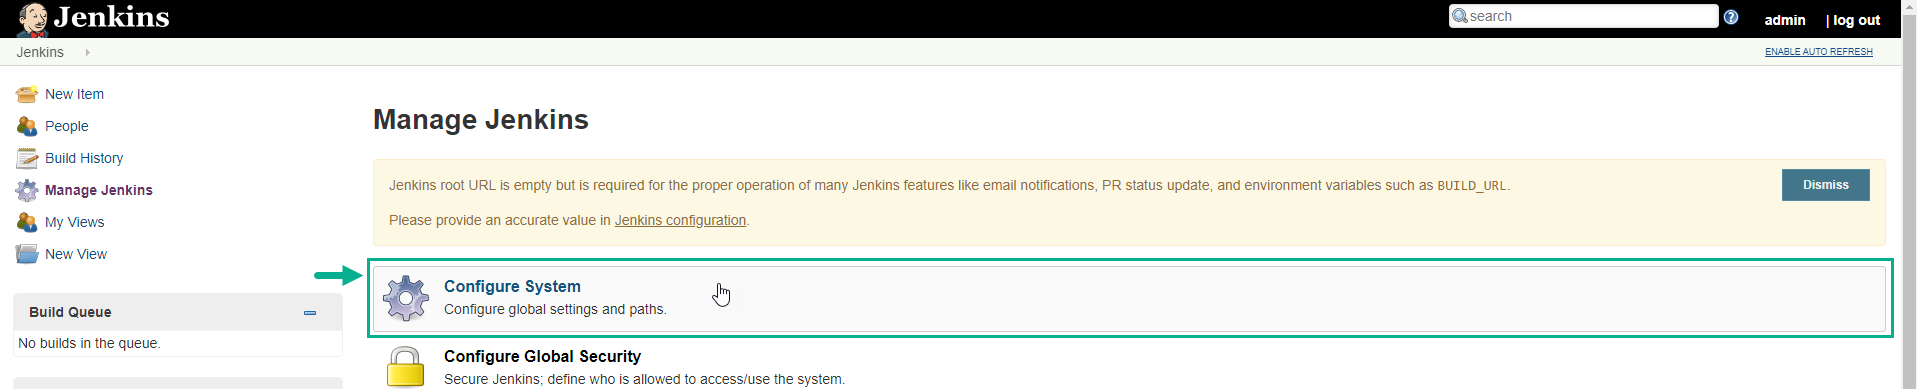 Jenkins
search
admin
| log out
Jenkins
ENABLE AUTO REFRESH
New Item
People
Build History
Manage Jenkins
My Views
New View
Build Queue
No builds in the queue.
Manage Jenkins
Jenkins root URL is empty but is required for the proper operation of many Jenkins features like email notifications, PR status update, and environment variables such as BUILD_URL.
Please provide an accurate value in Jenkins configuration.
Dismiss
Configure System
Configure global settings and paths.
Configure Global Security
Secure Jenkins; define who is allowed to access/use the system.